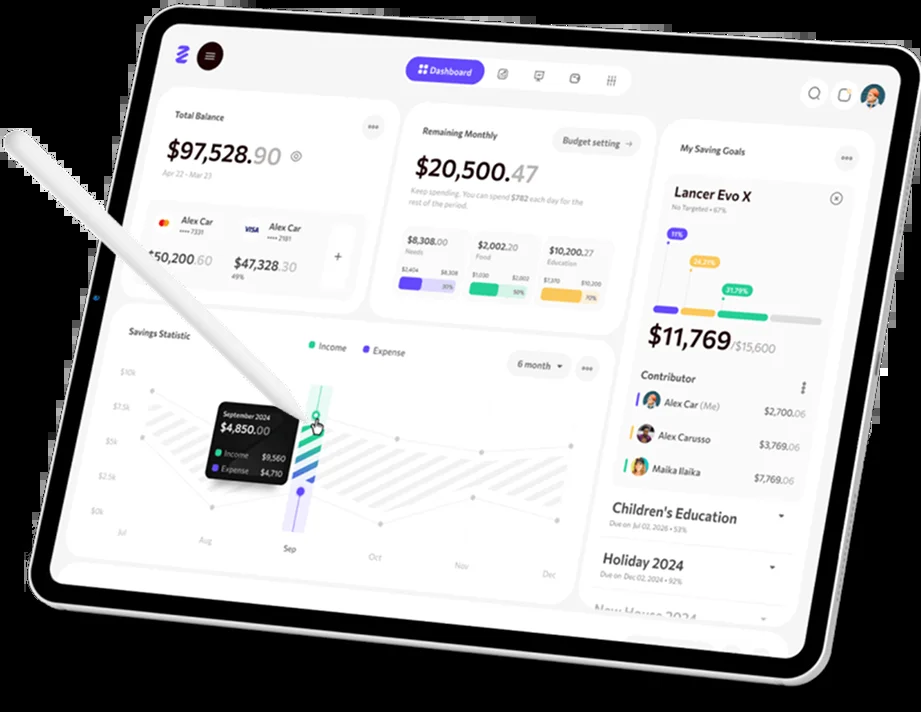 Dashboard
Total Balance
$97,528.90
Apr 22 - Mar 23
Alex Car
•••• 7331
$50,200.60
VISA
Alex Car
•••• 2181
$47,328.30
49%
+
Remaining Monthly
Budget setting →
$20,500.47
Keep spending. You can spend $782 each day for the
rest of the period.
$8,308.00
Needs
$2,404 $8,308
$2,002.20
Food
$1,030 $2,002
50%
$10,200.27
Education
$7,370 $10,200
70%
My Saving Goals
Lancer Evo X
No Targeted • 67%
11%
31,79%
$11,769/$15,600
Contributor
Alex Car (Me) $2,700.06
Alex Carusso $3,769.06
Maika Ilaika $7,769.06
Children's Education
Due on Jul 02, 2026 • 53%
Holiday 2024
Due on Dec 02, 2024 • 92%
New House 2024
Savings Statistic
Income
Expense
6 month
$10k
$7.5k
$5k
$2.5k
$0k
September 2024
$4,850.00
Income $9,560
Expense $4,710
Jul
Aug
Sep
Oct
Nov
Dec